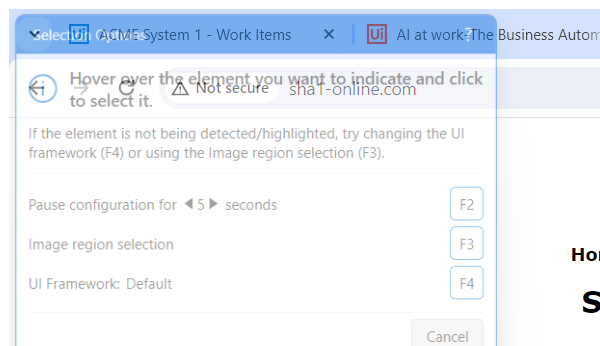 Selection Options ?
ACME System 1 - Work Items
AI at work-The Business Autom
Hover over the element you want to indicate and click
to select it.
Not secure sha1-online.com
If the element is not being detected/highlighted, try changing the UI
framework (F4) or using the Image region selection (F3).
Pause configuration for 5 seconds F2
Image region selection F3
UI Framework: Default F4
Cancel
Hor
S